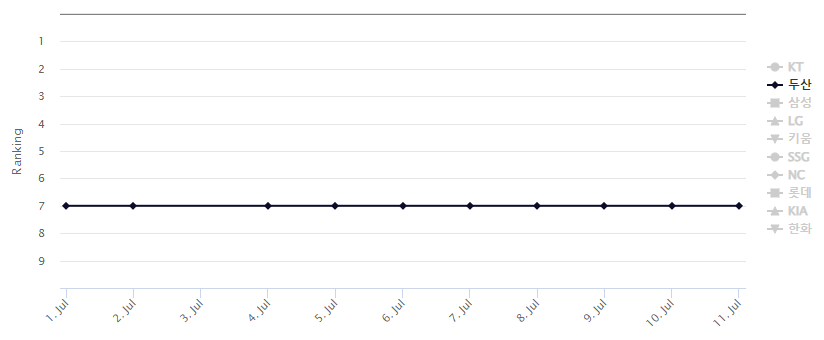 Ranking
1
2
3
4
5
6
7
8
9
1. Jul
2. Jul
3. Jul
4. Jul
5. Jul
6. Jul
7. Jul
8. Jul
9. Jul
10. Jul
11. Jul
KT
두산
삼성
LG
키움
SSG
NC
롯데
KIA
한화